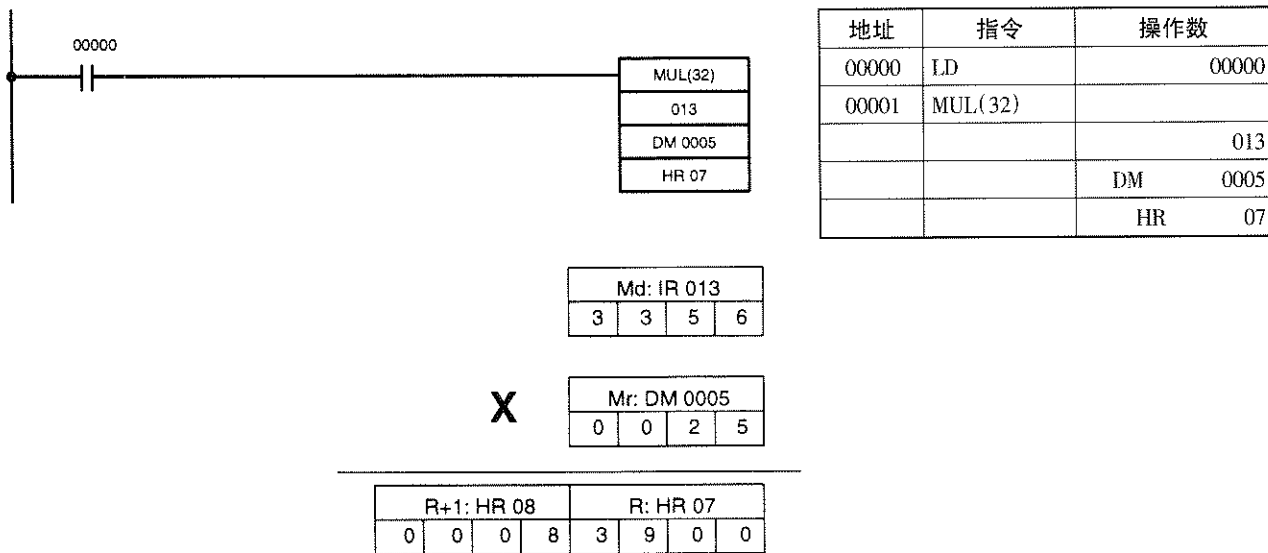 00000
MUL(32)
013
DM 0005
HR 07
地址 指令 操作数
00000 LD 00000
00001 MUL(32)
013
DM 0005
HR 07
Md: IR 013
3 3 5 6
X
Mr: DM 0005
0 0 2 5
R+1: HR 08 R: HR 07
0 0 0 8 3 9 0 0